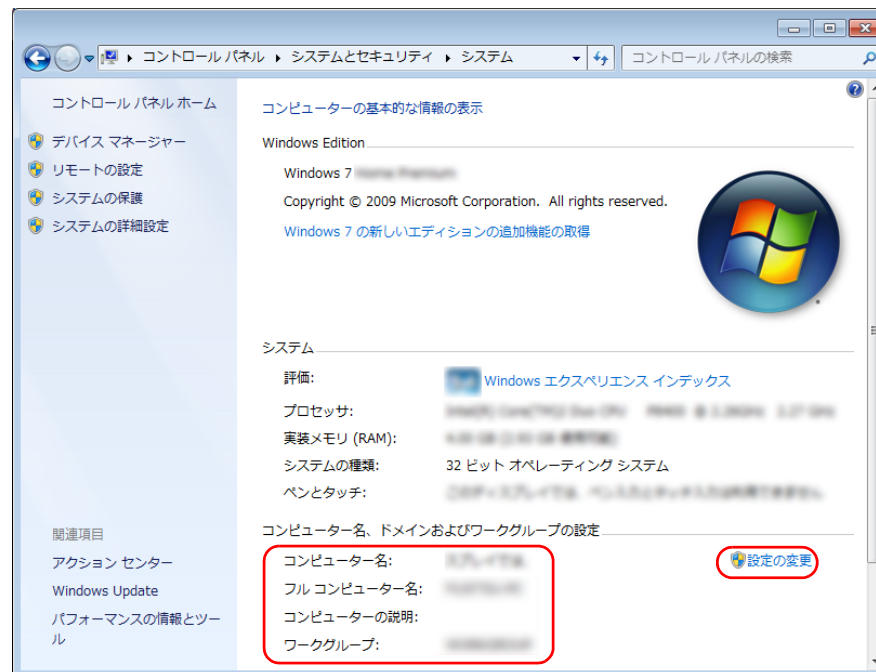 コントロール パネル ▸ システムとセキュリティ ▸ システム
コントロール パネルの検索
コントロール パネル ホーム
デバイス マネージャー
リモートの設定
システムの保護
システムの詳細設定
コンピューターの基本的な情報の表示
Windows Edition
Windows 7
Copyright © 2009 Microsoft Corporation. All rights reserved.
Windows 7 の新しいエディションの追加機能の取得
システム
評価:
Windows エクスペリエンス インデックス
プロセッサ:
実装メモリ (RAM):
システムの種類: 32 ビット オペレーティング システム
ペンとタッチ:
コンピューター名、ドメインおよびワークグループの設定
コンピューター名:
設定の変更
フル コンピューター名:
コンピューターの説明:
ワークグループ:
関連項目
アクション センター
Windows Update
パフォーマンスの情報とツー
ル